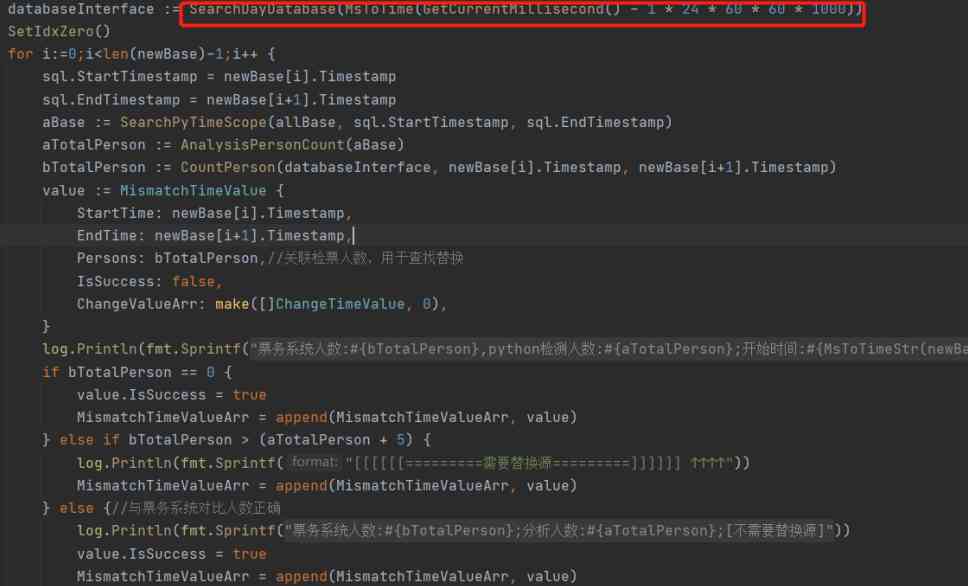 databaseInterface := SearchDayDatabase(MsToTime(GetCurrentMillisecond() - 1 * 24 * 60 * 60 * 1000))
SetIdxZero()
for i:=0;i<len(newBase)-1;i++ {
sql.StartTimestamp = newBase[i].Timestamp
sql.EndTimestamp = newBase[i+1].Timestamp
aBase := SearchPyTimeScope(allBase, sql.StartTimestamp, sql.EndTimestamp)
aTotalPerson := AnalysisPersonCount(aBase)
bTotalPerson := CountPerson(databaseInterface, newBase[i].Timestamp, newBase[i+1].Timestamp)
value := MismatchTimeValue {
StartTime: newBase[i].Timestamp,
EndTime: newBase[i+1].Timestamp,
Persons: bTotalPerson,//关联检票人数，用于查找替换
IsSuccess: false,
ChangeValueArr: make([]ChangeTimeValue, 0),
}
log.Println(fmt.Sprintf("票务系统人数:#{bTotalPerson},python检测人数:#{aTotalPerson};开始时间:#{MsToTimeStr(newBa
if bTotalPerson == 0 {
value.IsSuccess = true
MismatchTimeValueArr = append(MismatchTimeValueArr, value)
} else if bTotalPerson > (aTotalPerson + 5) {
log.Println(fmt.Sprintf( format: "[[[[[[=========需要替换源=========]]]]]] ↑↑↑↑"))
MismatchTimeValueArr = append(MismatchTimeValueArr, value)
} else {//与票务系统对比人数正确
log.Println(fmt.Sprintf("票务系统人数:#{bTotalPerson};分析人数:#{aTotalPerson};[不需要替换源]"))
value.IsSuccess = true
MismatchTimeValueArr = append(MismatchTimeValueArr, value)